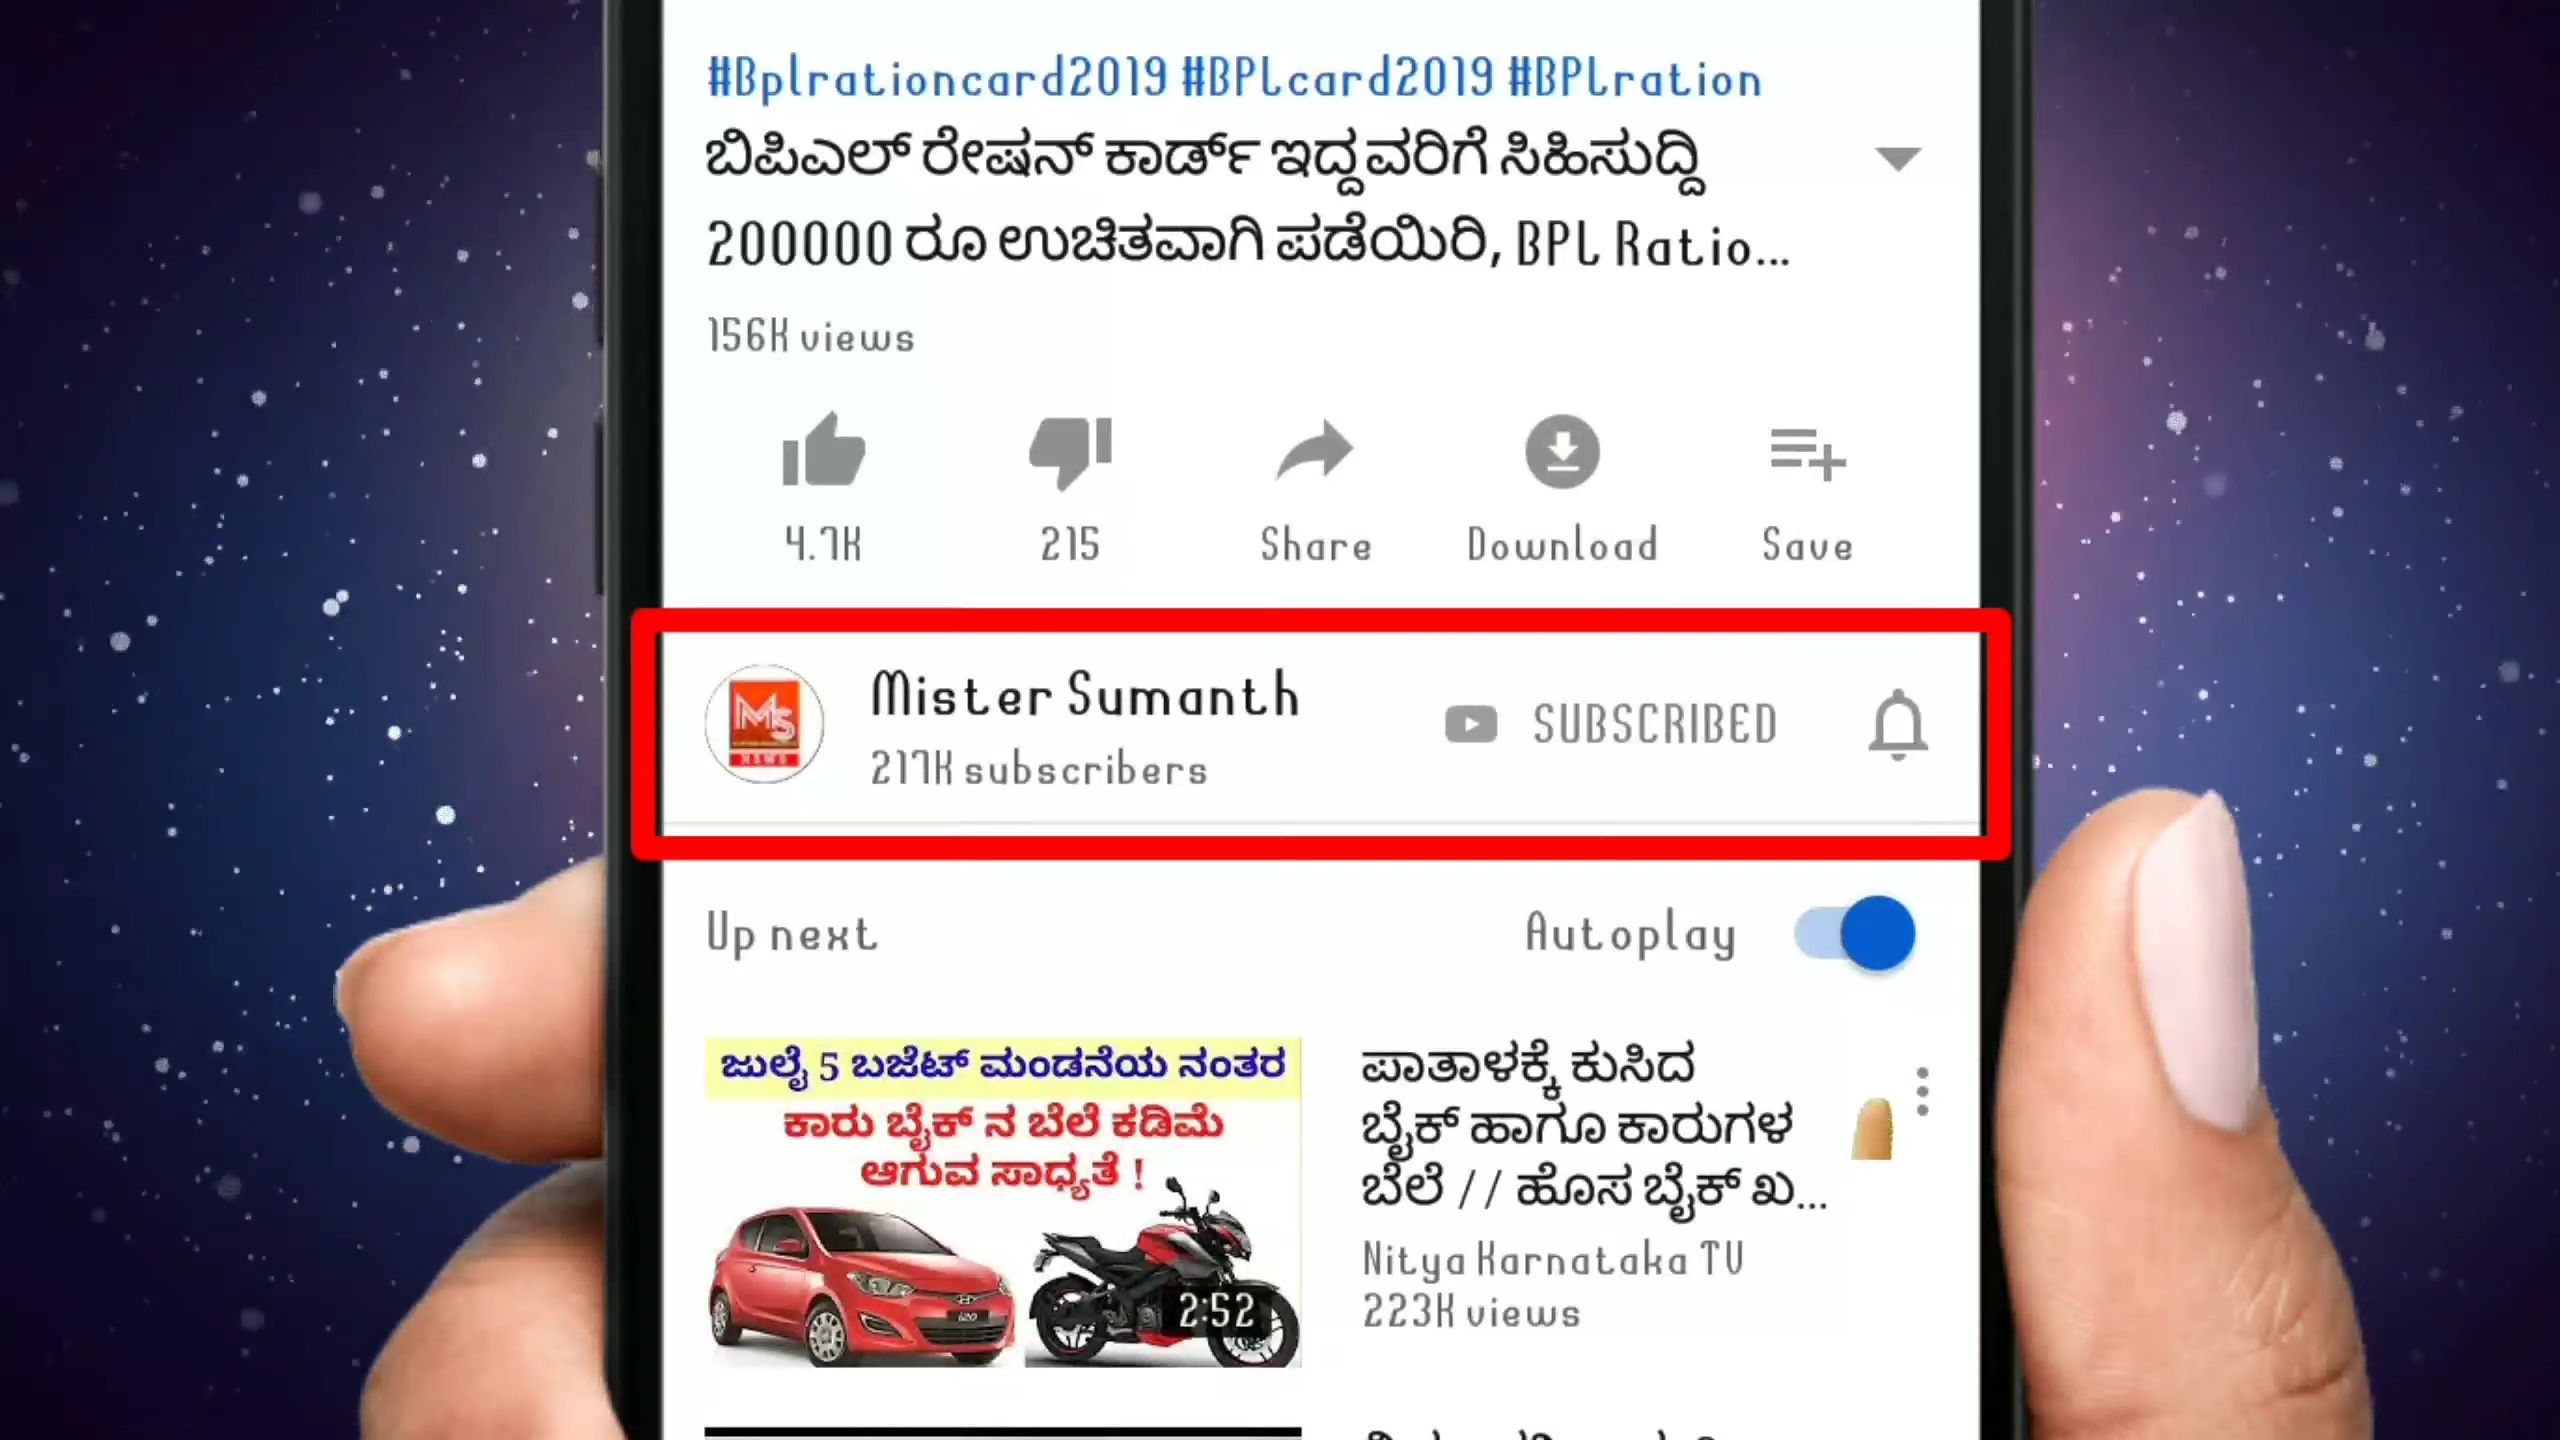 #Bplrationcard2019 #BPLcard2019 #BPLration
ಬಿಪಿಎಲ್ ರೇಷನ್ ಕಾರ್ಡ್ ಇದ್ದವರಿಗೆ ಸಿಹಿಸುದ್ದಿ
200000 ರೂ ಉಚಿತವಾಗಿ ಪಡೆಯಿರಿ, BPL Ratio...
156K views
4.7K
215
Share
Download
Save
MS
NEWS
Mister Sumanth
217K subscribers
SUBSCRIBED
Up next
Autoplay
ಜುಲೈ 5 ಬಜೆಟ್ ಮಂಡನೆಯ ನಂತರ
ಕಾರು ಬೈಕ್ ನ ಬೆಲೆ ಕಡಿಮೆ
ಆಗುವ ಸಾಧ್ಯತೆ !
2:52
ಪಾತಾಳಕ್ಕೆ ಕುಸಿದ
ಬೈಕ್ ಹಾಗೂ ಕಾರುಗಳ
ಬೆಲೆ // ಹೊಸ ಬೈಕ್ ಖ...
Nitya Karnataka TV
223K views